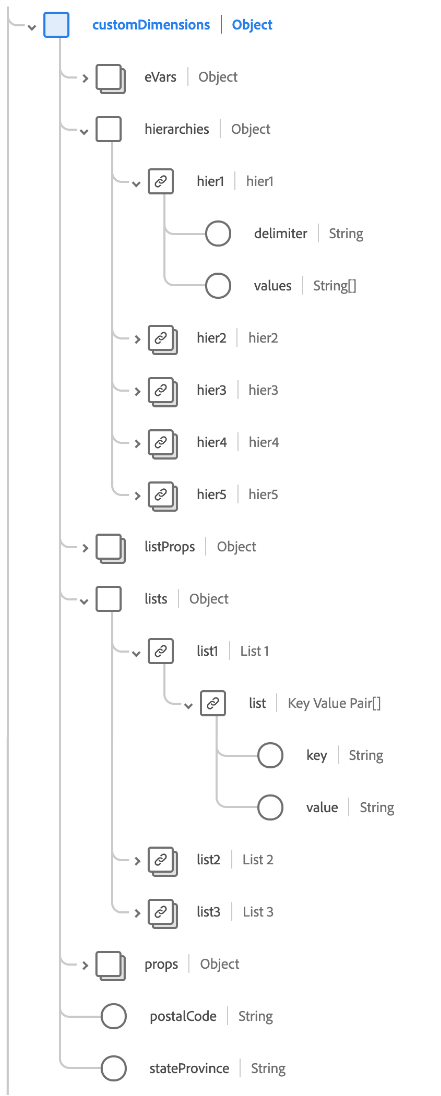 customDimensions Object
eVars Object
hierarchies Object
hier1 hier1
delimiter String
values String[]
hier2 hier2
hier3 hier3
hier4 hier4
hier5 hier5
listProps Object
lists Object
list1 List 1
list Key Value Pair[]
key String
value String
list2 List 2
list3 List 3
props Object
postalCode String
stateProvince String